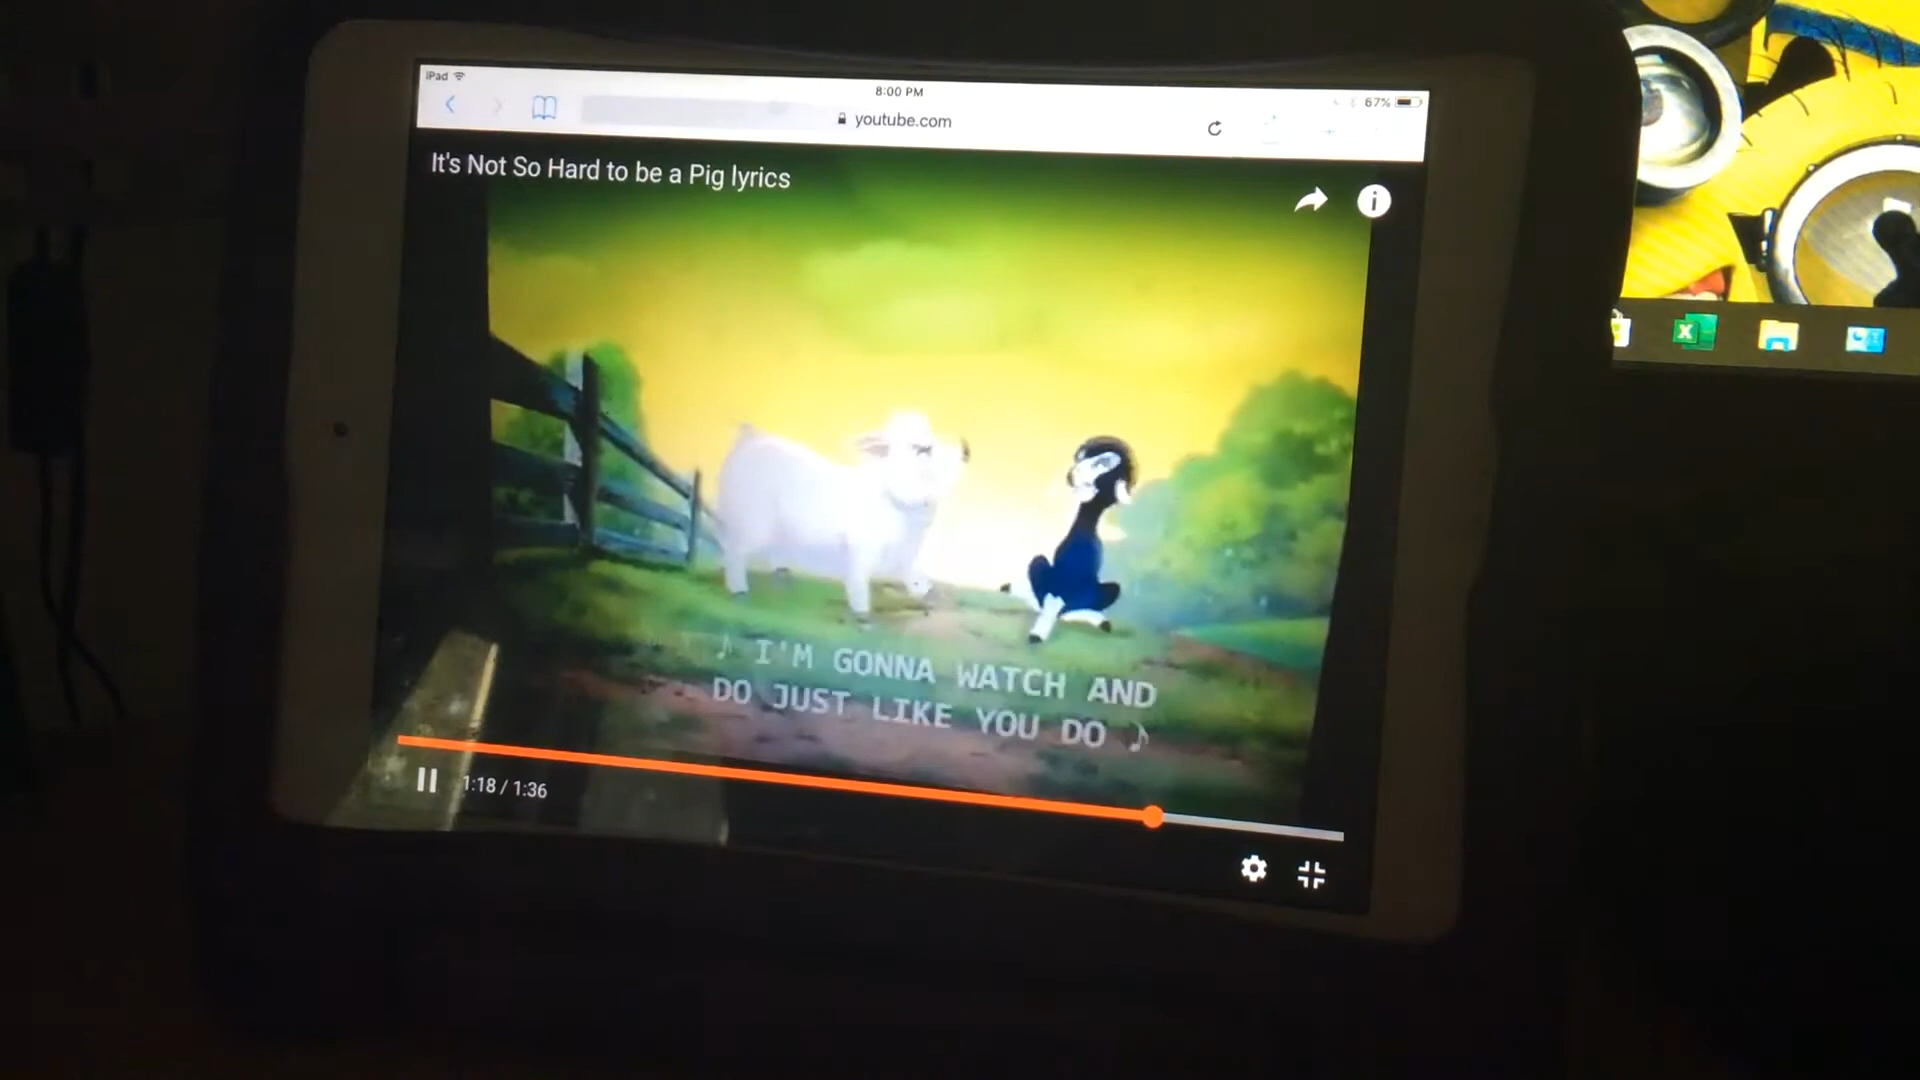 iPad
8:00 PM
67%
youtube.com
It's Not So Hard to be a Pig lyrics
♪ I'M GONNA WATCH AND
DO JUST LIKE YOU DO ♪
1:18 / 1:36